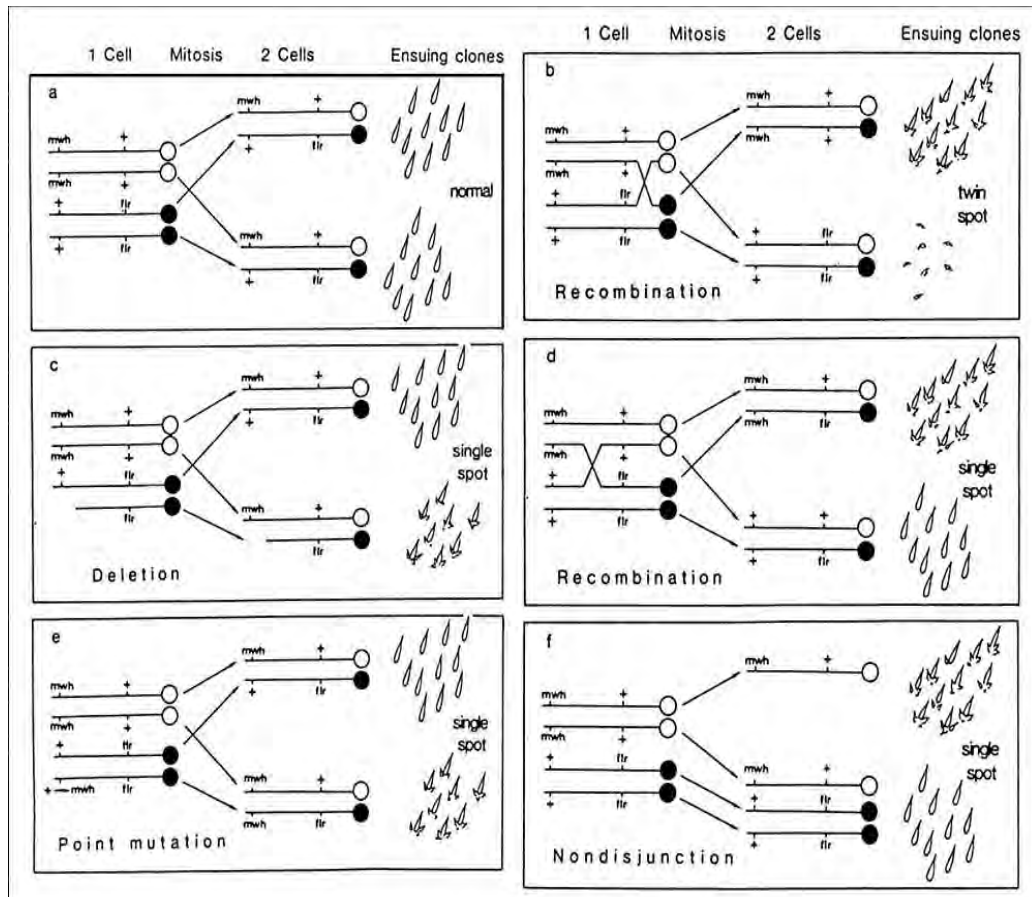 1 Cell Mitosis 2 Cells Ensuing clones
a
mwh +
mwh +
+ flr
mwh +
+ flr
+ flr
normal
mwh +
+ flr
1 Cell Mitosis 2 Cells Ensuing clones
b
mwh +
mwh +
mwh +
mwh +
+ flr
+ flr
twin
spot
+ flr
+ flr
Recombination
c
mwh +
mwh +
+ flr
mwh +
+ flr
flr
single
spot
mwh +
flr
Deletion
d
mwh +
mwh +
mwh +
mwh +
flr
+ flr
single
spot
+ +
+ flr
Recombination
e
mwh +
mwh +
+ flr
mwh +
+ flr
+ — mwh flr
single
spot
mwh +
mwh flr
Point mutation
f
mwh +
mwh +
mwh +
+ flr
+ flr
single
spot
mwh +
+ flr
+ flr
Nondisjunction